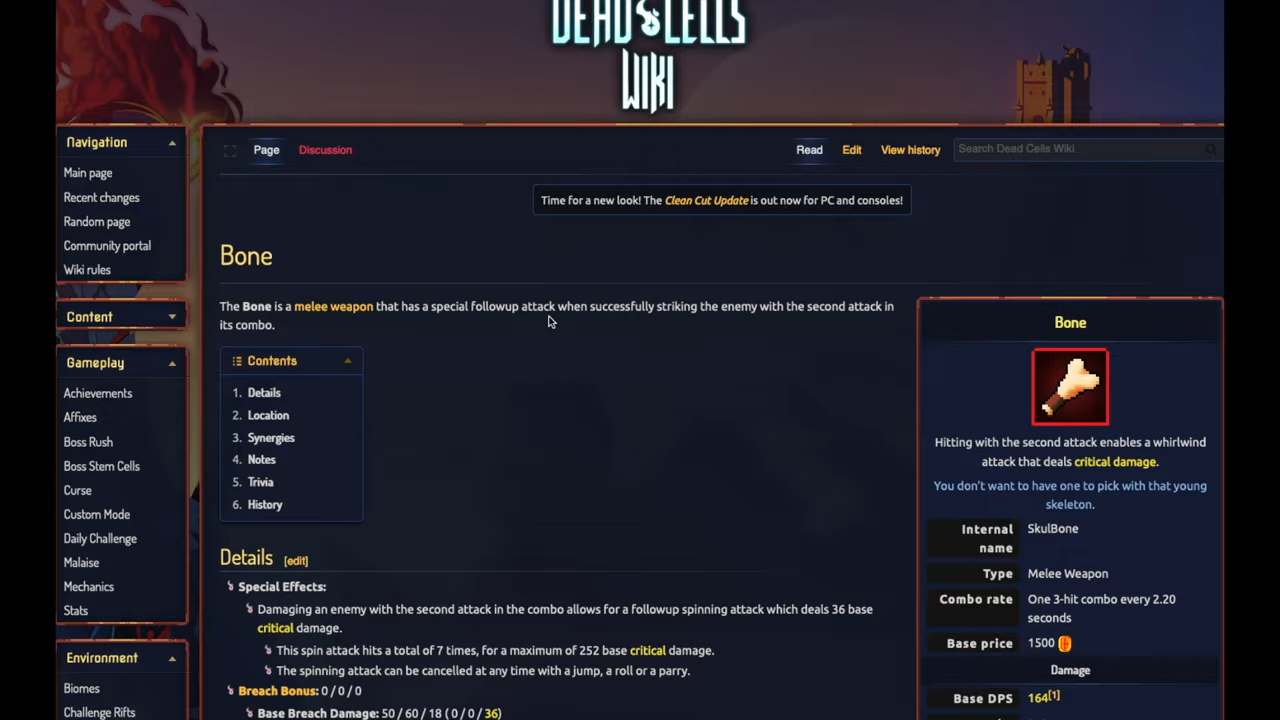 DEAD CELLS
WIKI
Navigation
Main page
Recent changes
Random page
Community portal
Wiki rules
Content
Gameplay
Achievements
Affixes
Boss Rush
Boss Stem Cells
Curse
Custom Mode
Daily Challenge
Malaise
Mechanics
Stats
Environment
Biomes
Challenge Rifts
Page Discussion Read Edit View history Search Dead Cells Wiki
Time for a new look! The Clean Cut Update is out now for PC and consoles!
Bone
The Bone is a melee weapon that has a special followup attack when successfully striking the enemy with the second attack in
its combo.
Contents
1. Details
2. Location
3. Synergies
4. Notes
5. Trivia
6. History
Details [edit]
Special Effects:
Damaging an enemy with the second attack in the combo allows for a followup spinning attack which deals 36 base
critical damage.
This spin attack hits a total of 7 times, for a maximum of 252 base critical damage.
The spinning attack can be cancelled at any time with a jump, a roll or a parry.
Breach Bonus: 0 / 0 / 0
Base Breach Damage: 50 / 60 / 18 ( 0 / 0 / 36)
Bone
Hitting with the second attack enables a whirlwind
attack that deals critical damage.
You don't want to have one to pick with that young
skeleton.
Internal name SkulBone
Type Melee Weapon
Combo rate One 3-hit combo every 2.20
seconds
Base price 1500
Damage
Base DPS 164[1]